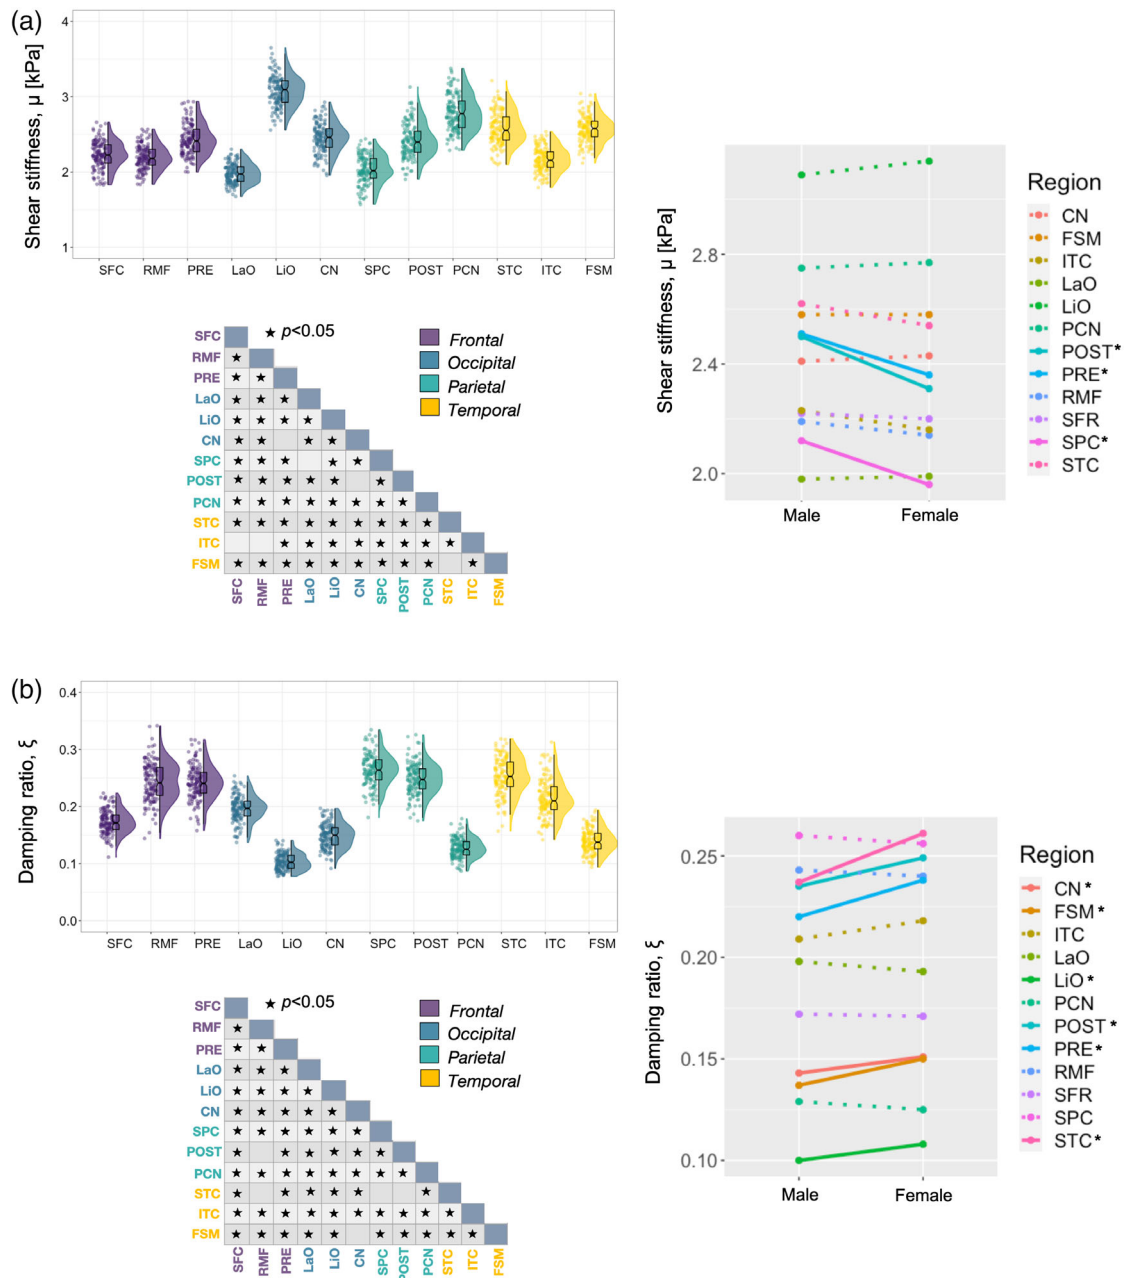 (a)
Shear stiffness, μ [kPa]
4
3
2
1
SFC RMF PRE LaO LiO CN SPC POST PCN STC ITC FSM
★ p<0.05
SFC
RMF
PRE
LaO
LiO
CN
SPC
POST
PCN
STC
ITC
FSM
SFC RMF PRE LaO LiO CN SPC POST PCN STC ITC FSM
Frontal
Occipital
Parietal
Temporal
Shear stiffness, μ [kPa]
2.8
2.4
2.0
Male Female
Region
CN
FSM
ITC
LaO
LiO
PCN
POST*
PRE*
RMF
SFR
SPC*
STC
(b)
Damping ratio, ξ
0.4
0.3
0.2
0.1
0.0
SFC RMF PRE LaO LiO CN SPC POST PCN STC ITC FSM
★ p<0.05
SFC
RMF
PRE
LaO
LiO
CN
SPC
POST
PCN
STC
ITC
FSM
SFC RMF PRE LaO LiO CN SPC POST PCN STC ITC FSM
Frontal
Occipital
Parietal
Temporal
Damping ratio, ξ
0.25
0.20
0.15
0.10
Male Female
Region
CN*
FSM*
ITC
LaO
LiO*
PCN
POST*
PRE*
RMF
SFR
SPC
STC*